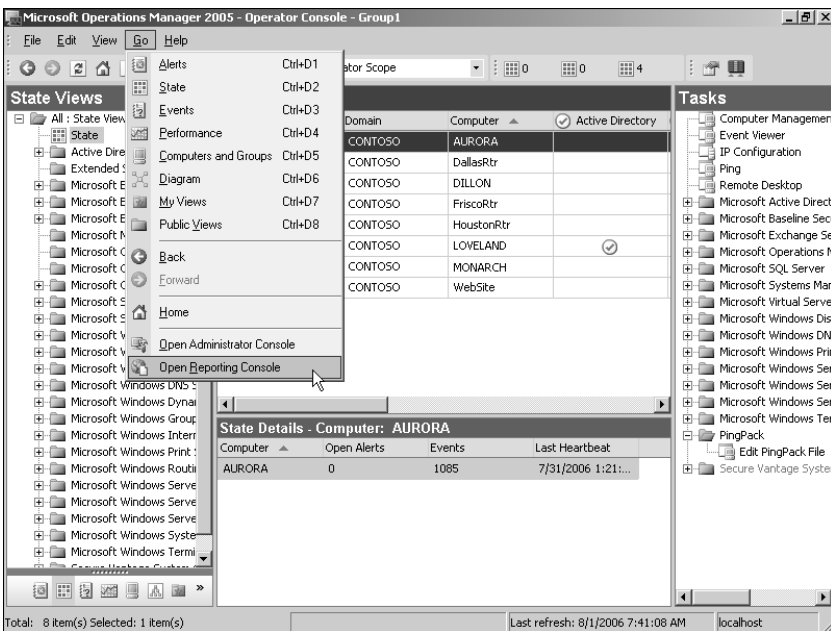 Microsoft Operations Manager 2005 - Operator Console - Group1
File Edit View Go Help
ator Scope 0 0 4
State Views
All : State View
State
Active Dire
Extended S
Microsoft E
Microsoft E
Microsoft E
Microsoft N
Microsoft
Microsoft
Microsoft
Microsoft S
Microsoft S
Microsoft
Microsoft
Microsoft
Microsoft Windows DNS S
Microsoft Windows Dynar
Microsoft Windows Group
Microsoft Windows Intern
Microsoft Windows Print S
Microsoft Windows Routi
Microsoft Windows Serve
Microsoft Windows Serve
Microsoft Windows Serve
Microsoft Windows Syste
Microsoft Windows Termi
Alerts Ctrl+D1
State Ctrl+D2
Events Ctrl+D3
Performance Ctrl+D4
Computers and Groups Ctrl+D5
Diagram Ctrl+D6
My Views Ctrl+D7
Public Views Ctrl+D8
Back
Forward
Home
Open Administrator Console
Open Reporting Console
Domain Computer Active Directory
CONTOSO AURORA
CONTOSO DallasRtr
CONTOSO DILLON
CONTOSO FriscoRtr
CONTOSO HoustonRtr
CONTOSO LOVELAND
CONTOSO MONARCH
CONTOSO WebSite
State Details - Computer: AURORA
Computer Open Alerts Events Last Heartbeat
AURORA 0 1085 7/31/2006 1:21:...
Tasks
Computer Managemen
Event Viewer
IP Configuration
Ping
Remote Desktop
Microsoft Active Direct
Microsoft Baseline Sec
Microsoft Exchange Se
Microsoft Operations M
Microsoft SQL Server
Microsoft Systems Mar
Microsoft Virtual Serve
Microsoft Windows Dis
Microsoft Windows DN
Microsoft Windows Prin
Microsoft Windows Ser
Microsoft Windows Ser
Microsoft Windows Ser
Microsoft Windows Ter
PingPack
Edit PingPack File
Secure Vantage Syste
Total: 8 item(s) Selected: 1 item(s)
Last refresh: 8/1/2006 7:41:08 AM
localhost